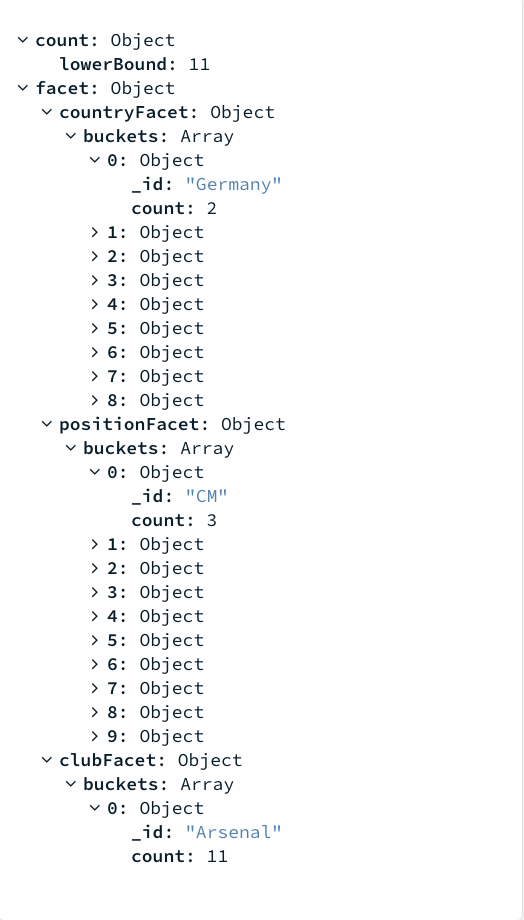 count: Object
lowerBound: 11
facet: Object
countryFacet: Object
buckets: Array
0: Object
_id: "Germany"
count: 2
1: Object
2: Object
3: Object
4: Object
5: Object
6: Object
7: Object
8: Object
positionFacet: Object
buckets: Array
0: Object
_id: "CM"
count: 3
1: Object
2: Object
3: Object
4: Object
5: Object
6: Object
7: Object
8: Object
9: Object
clubFacet: Object
buckets: Array
0: Object
_id: "Arsenal"
count: 11